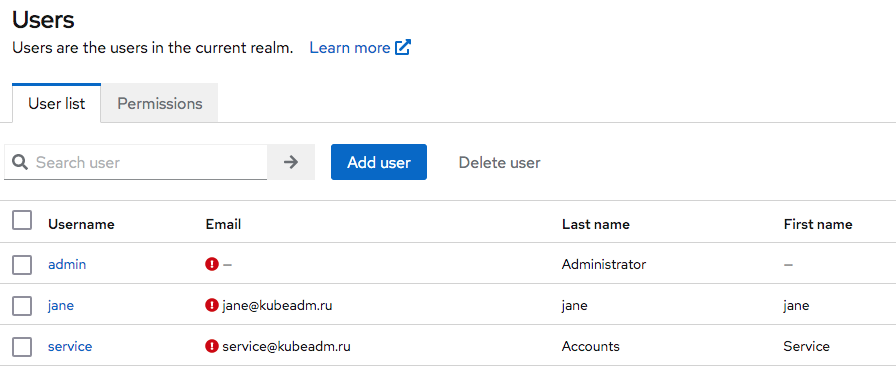 Users
Users are the users in the current realm. Learn more
User list Permissions
Search user Add user Delete user
Username Email Last name First name
admin – Administrator –
jane jane@kubeadm.ru jane jane
service service@kubeadm.ru Accounts Service